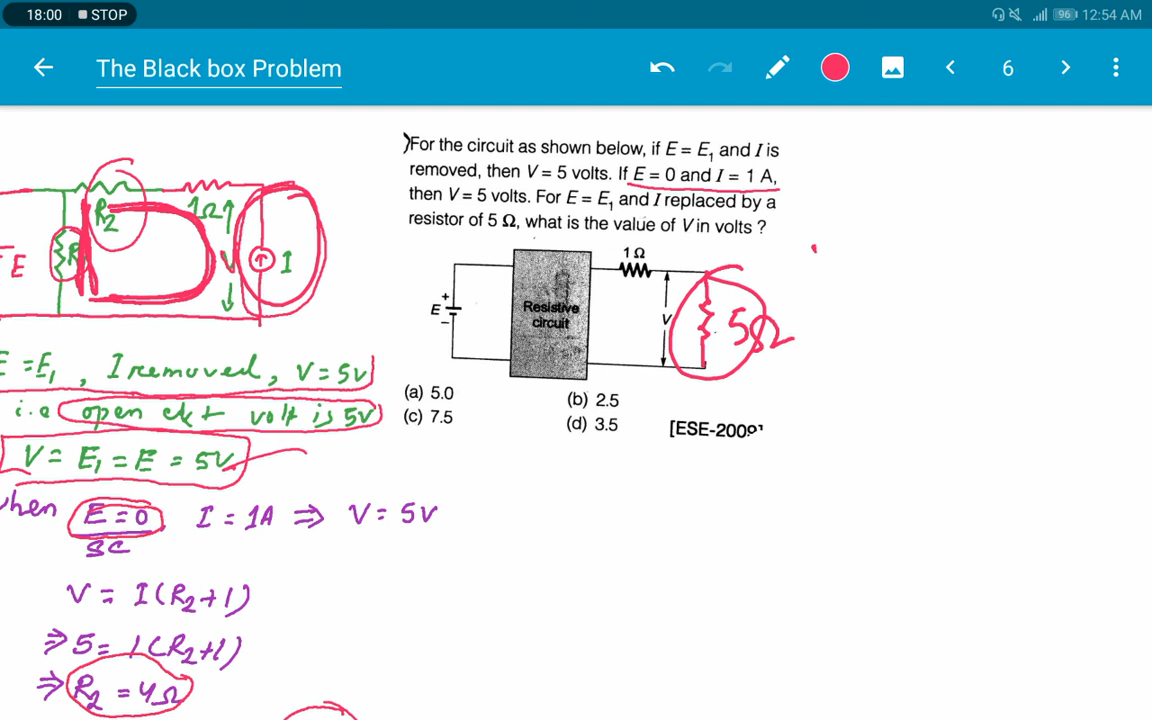 18:00 STOP
96 12:54 AM
The Black box Problem
6
For the circuit as shown below, if E = E₁ and I is
removed, then V = 5 volts. If E = 0 and I = 1 A,
then V = 5 volts. For E = E₁ and I replaced by a
resistor of 5 Ω, what is the value of V in volts ?
R₂ 1Ω
E R V I
1 Ω
+
E
−
Resistive
circuit
V 5Ω
(a) 5.0 (b) 2.5
(c) 7.5 (d) 3.5 [ESE-2009]
E = E₁, I removed, V = 5V
i.e open ckt volt is 5V
V = E₁ = E = 5V
when E = 0 I = 1A ⇒ V = 5V
SC
V = I(R₂+1)
⇒ 5 = 1(R₂+1)
⇒ R₂ = 4Ω